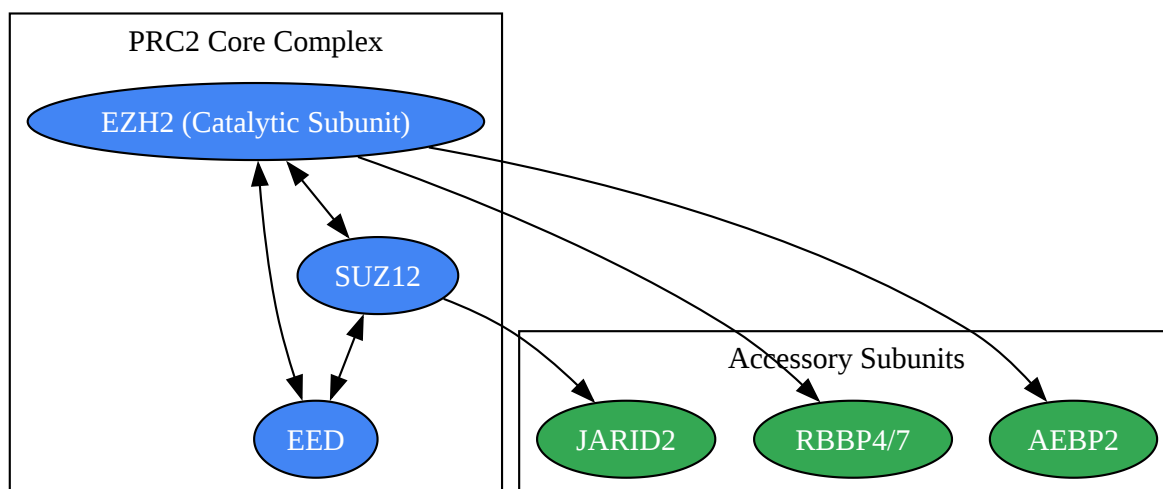 PRC2 Core Complex
EZH2 (Catalytic Subunit)
SUZ12
EED
Accessory Subunits
JARID2
RBBP4/7
AEBP2